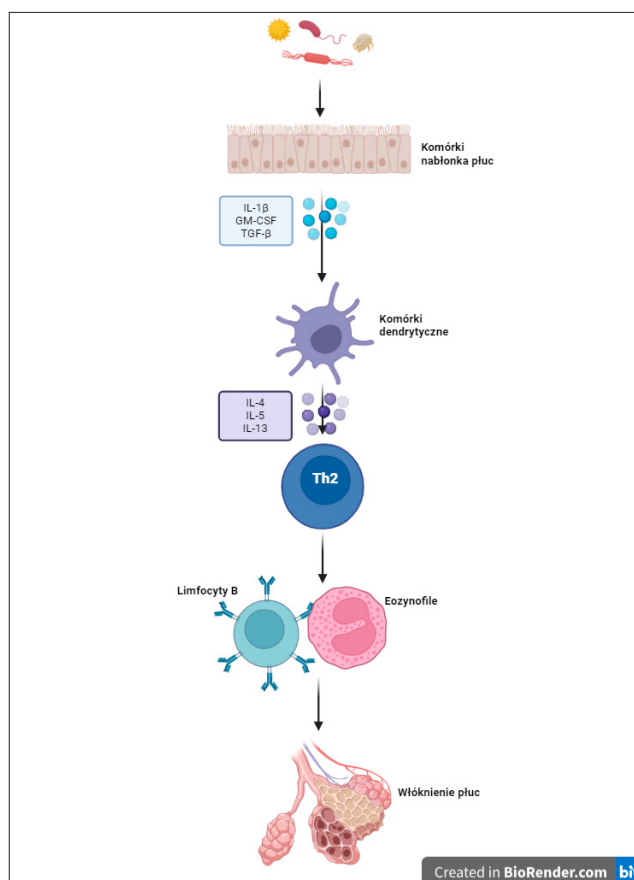 Komórki
nabłonka płuc
IL-1β
GM-CSF
TGF-β
Komórki
dendrytyczne
IL-4
IL-5
IL-13
Th2
Limfocyty B
Eozynofile
Włóknienie płuc
Created in BioRender.com bi